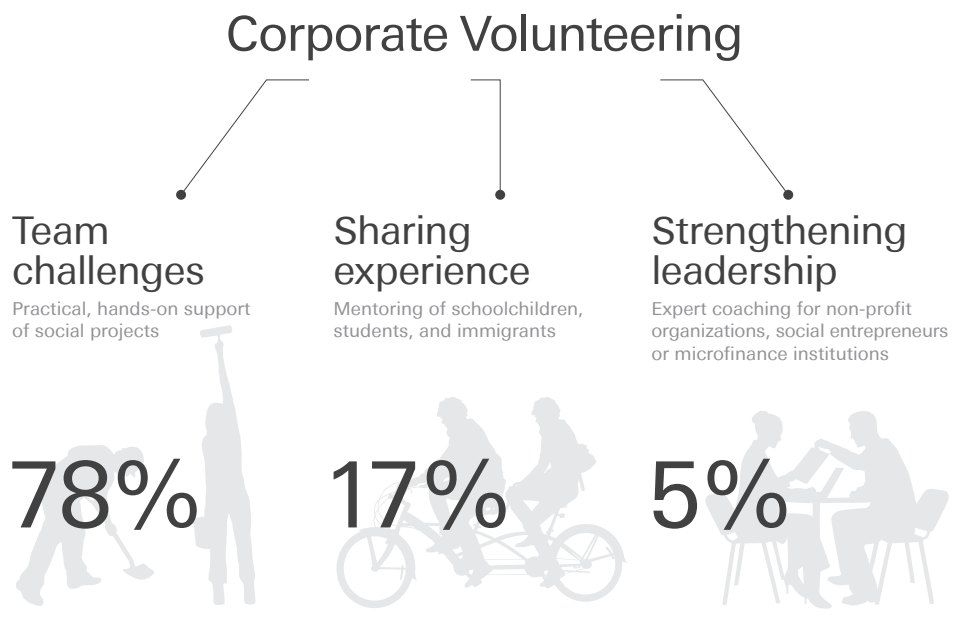 Corporate Volunteering
Team
challenges
Practical, hands-on support
of social projects
78%
Sharing
experience
Mentoring of schoolchildren,
students, and immigrants
17%
Strengthening
leadership
Expert coaching for non-profit
organizations, social entrepreneurs
or microfinance institutions
5%